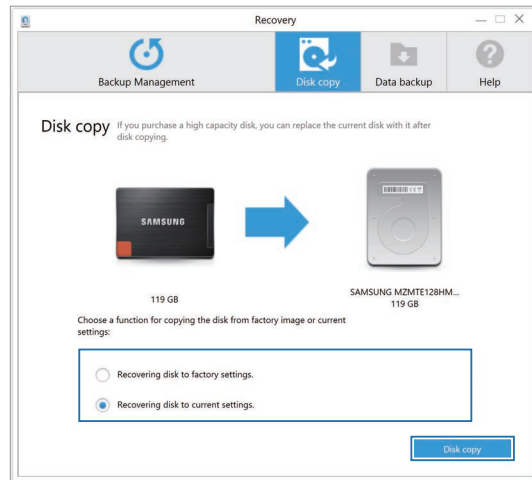 Recovery
Backup Management
Disk copy
Data backup
Help
Disk copy
If you purchase a high capacity disk, you can replace the current disk with it after
disk copying.
SAMSUNG
119 GB
SAMSUNG MZMTE128HM...
119 GB
Choose a function for copying the disk from factory image or current
settings:
Recovering disk to factory settings.
Recovering disk to current settings.
Disk copy